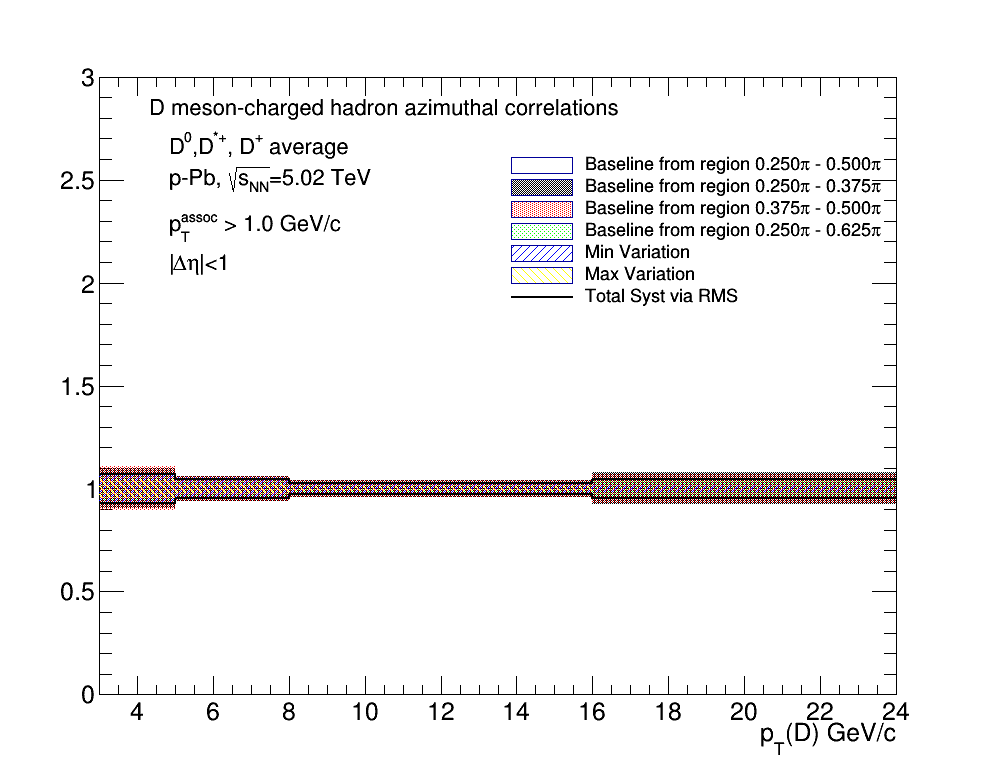 D meson-charged hadron azimuthal correlations
D⁰,D*⁺, D⁺ average
p-Pb, √sNN=5.02 TeV
pTassoc > 1.0 GeV/c
|Δη|<1
Baseline from region 0.250π - 0.500π
Baseline from region 0.250π - 0.375π
Baseline from region 0.375π - 0.500π
Baseline from region 0.250π - 0.625π
Min Variation
Max Variation
Total Syst via RMS
3
2.5
2
1.5
1
0.5
0
4 6 8 10 12 14 16 18 20 22 24
pT(D) GeV/c